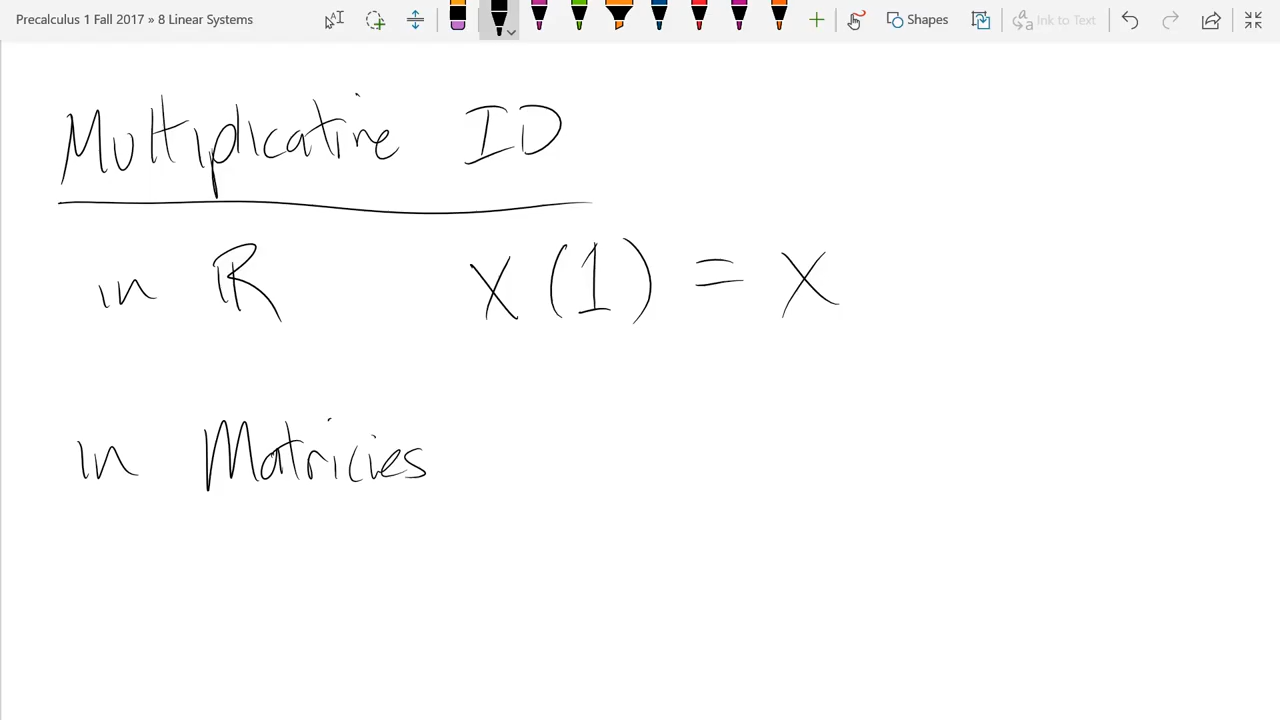 Precalculus 1 Fall 2017 » 8 Linear Systems
Shapes
Ink to Text
Multiplicative ID
in ℝ X (1) = X
in Matricies